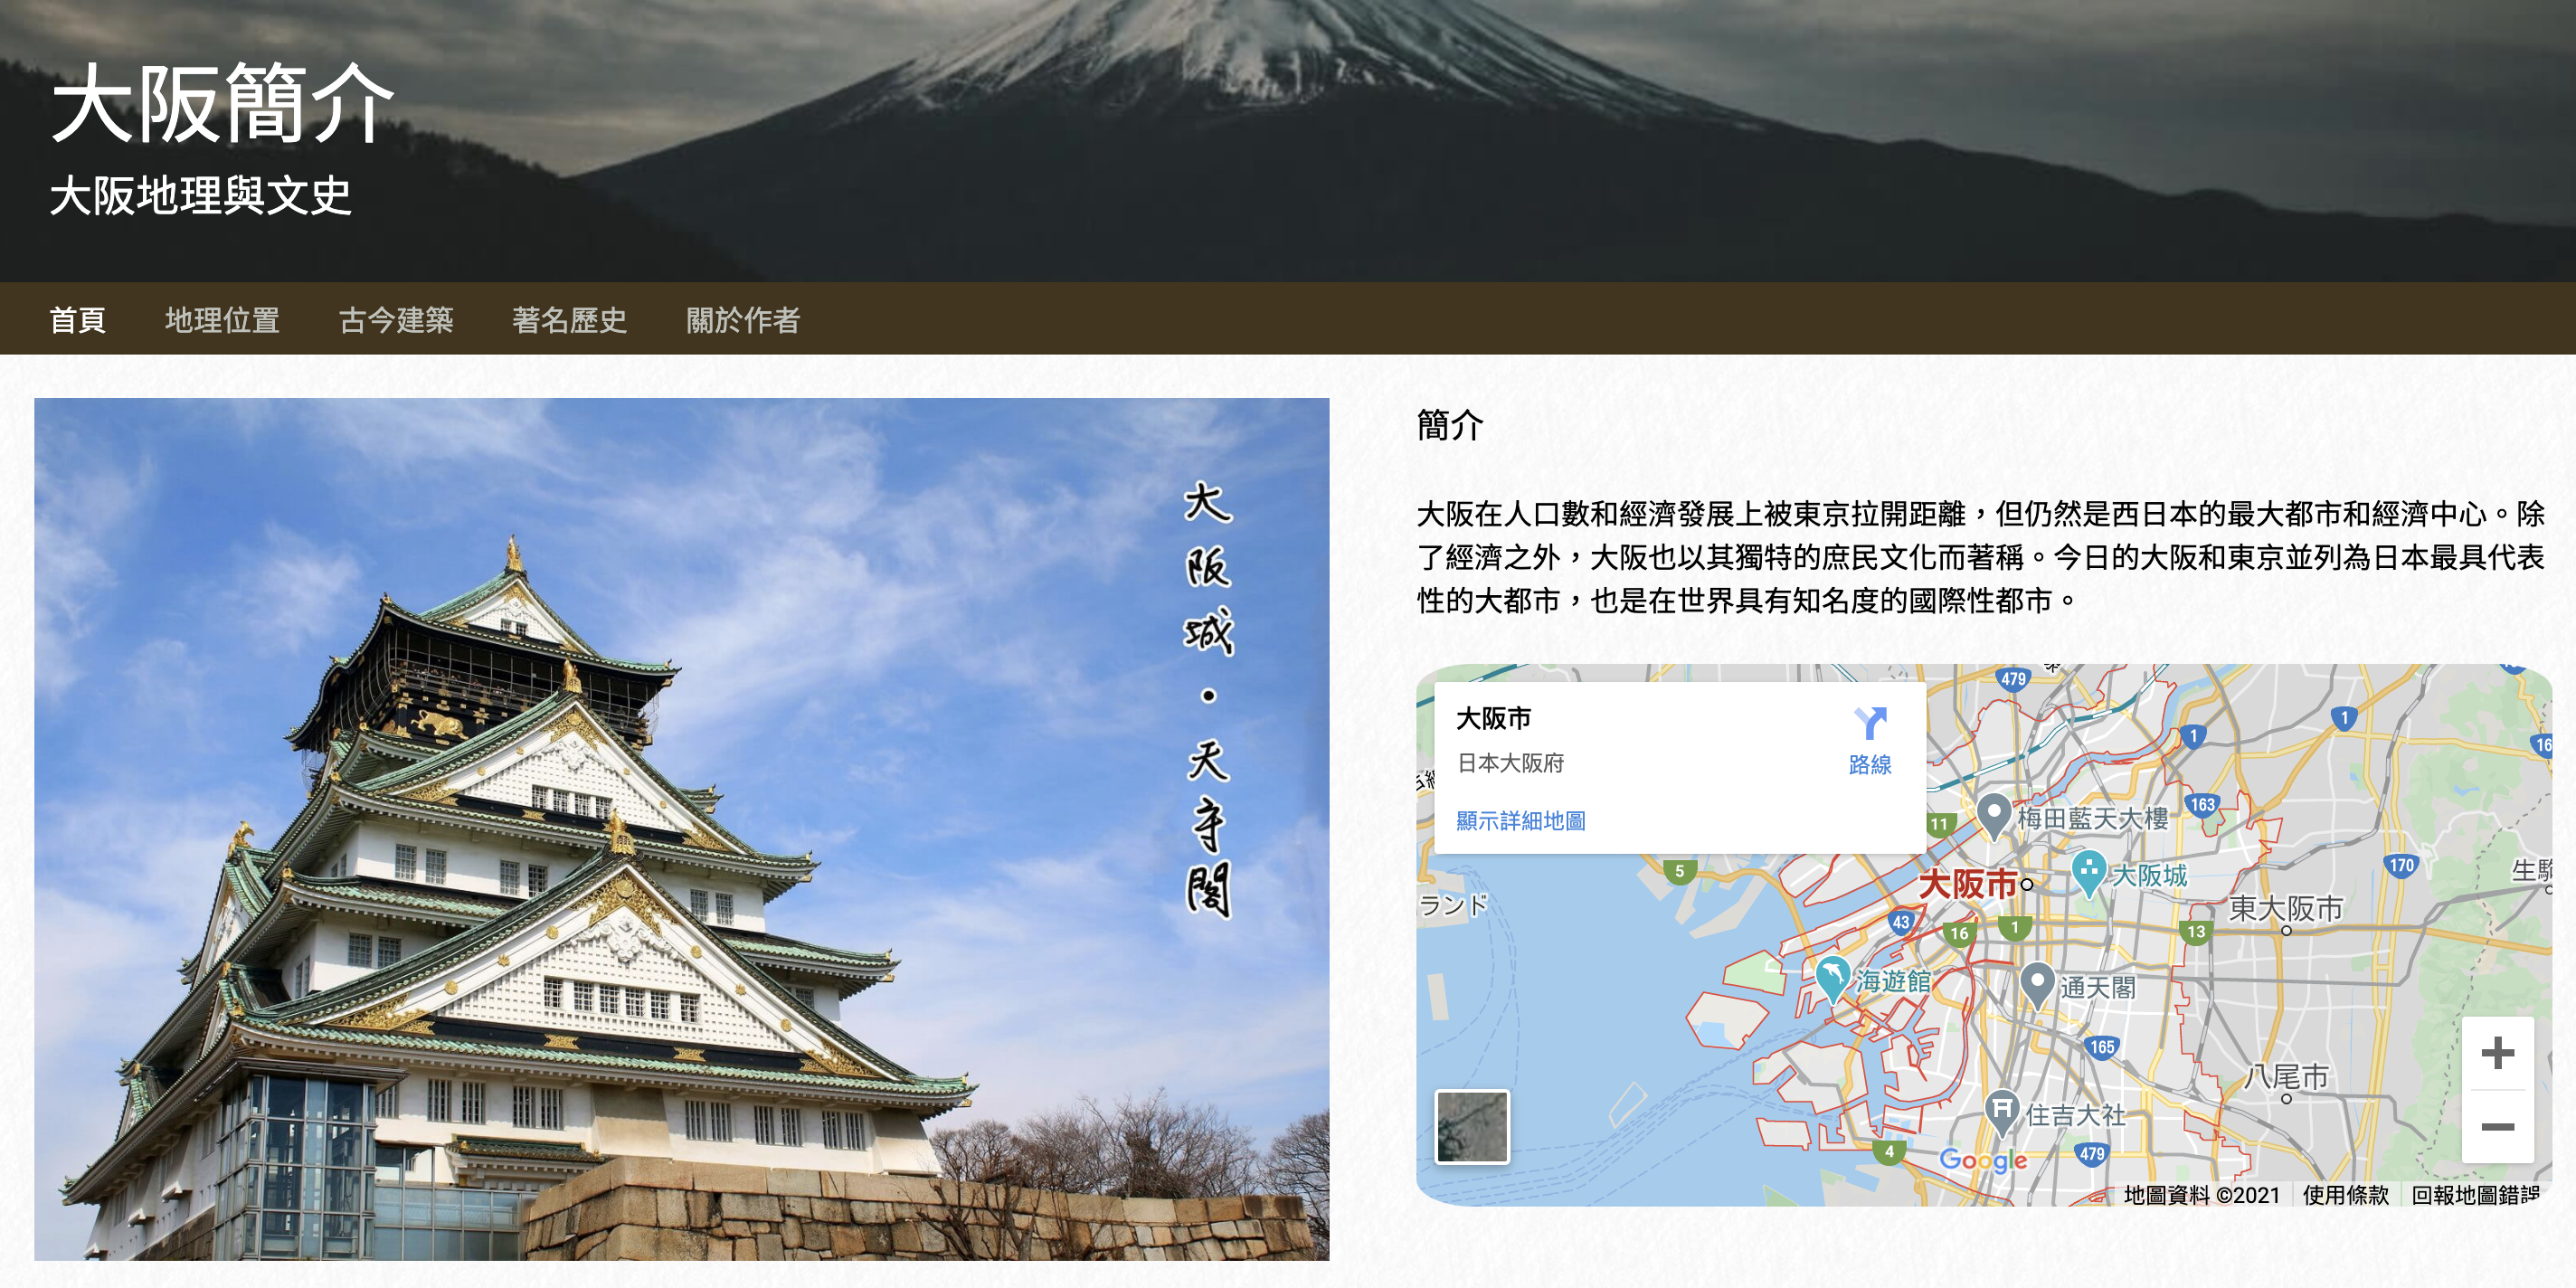 大阪簡介
大阪地理與文史
首頁
地理位置
古今建築
著名歷史
關於作者
大阪城・天守閣
簡介
大阪在人口數和經濟發展上被東京拉開距離，但仍然是西日本的最大都市和經濟中心。除
了經濟之外，大阪也以其獨特的庶民文化而著稱。今日的大阪和東京並列為日本最具代表
性的大都市，也是在世界具有知名度的國際性都市。
大阪市
日本大阪府
路線
顯示詳細地圖
479
1
1
16
163
11
梅田藍天大樓
170
5
大阪市
大阪城
生駒
ランド
東大阪市
43
16
1
13
海遊館
通天閣
165
八尾市
住吉大社
4
479
Google
地圖資料 ©2021
使用條款
回報地圖錯誤